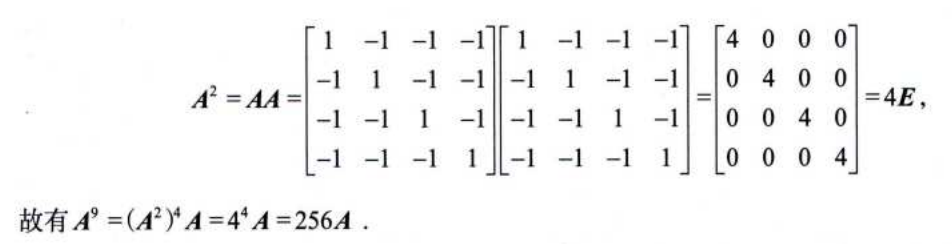 A² = AA = [1 -1 -1 -1; -1 1 -1 -1; -1 -1 1 -1; -1 -1 -1 1][1 -1 -1 -1; -1 1 -1 -1; -1 -1 1 -1; -1 -1 -1 1] = [4 0 0 0; 0 4 0 0; 0 0 4 0; 0 0 0 4] = 4E,
故有 A⁹ = (A²)⁴ A = 4⁴ A = 256A .